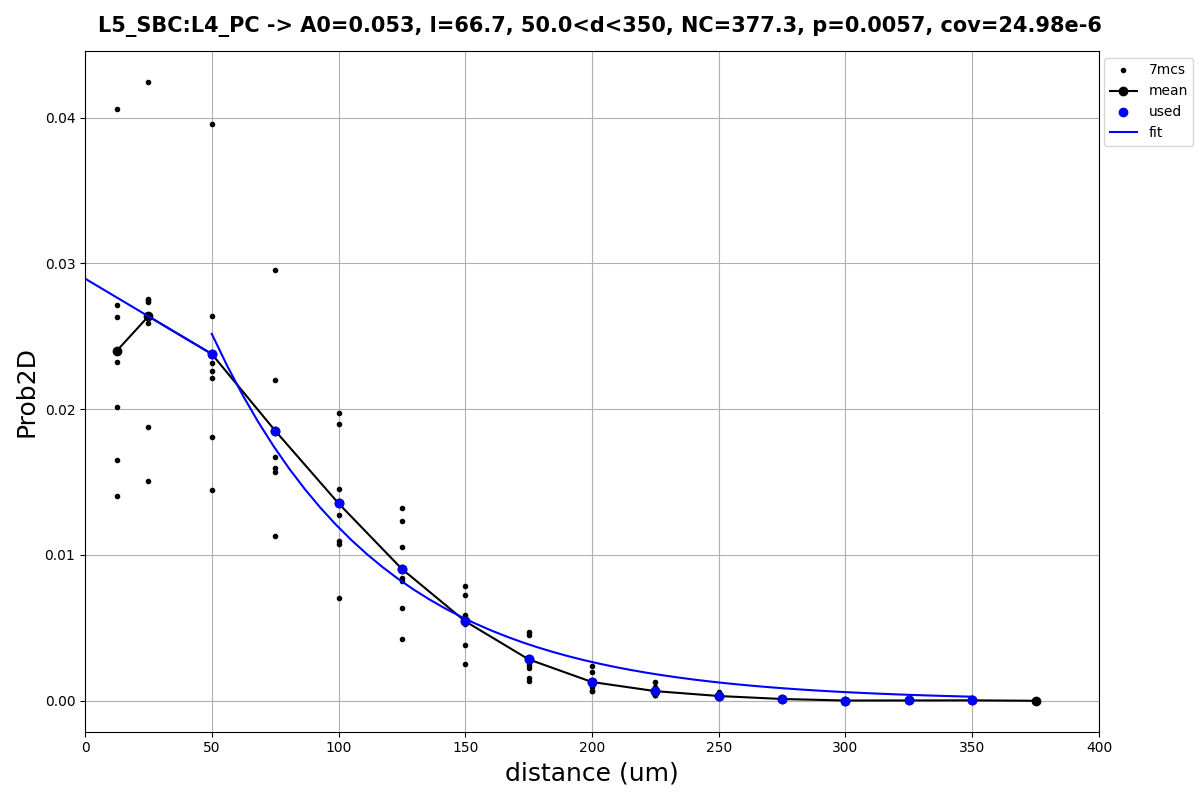 L5_SBC:L4_PC -> A0=0.053, l=66.7, 50.0<d<350, NC=377.3, p=0.0057, cov=24.98e-6
7mcs
mean
used
fit
0.04
0.03
0.02
0.01
0.00
Prob2D
0 50 100 150 200 250 300 350 400
distance (um)